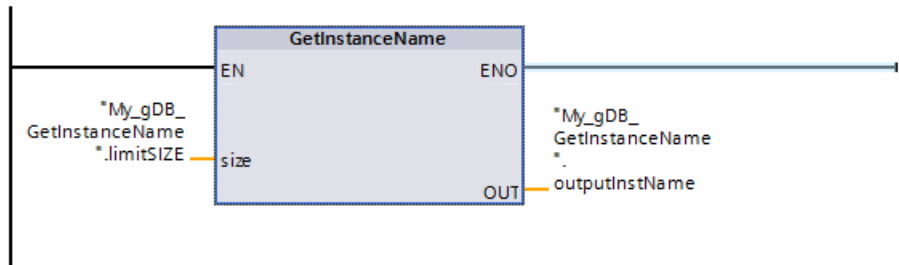 GetInstanceName
EN
ENO
"My_gDB_
GetInstanceName
".limitSIZE
size
"My_gDB_
GetInstanceName
".
outputInstName
OUT